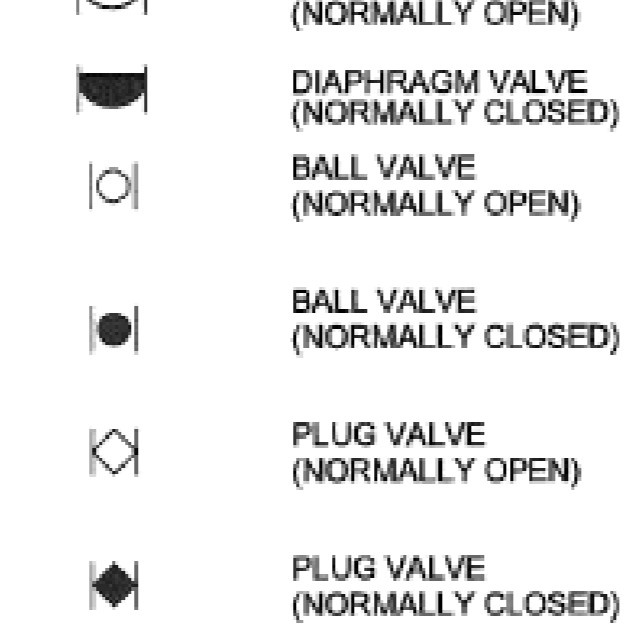 (NORMALLY OPEN)
DIAPHRAGM VALVE
(NORMALLY CLOSED)
BALL VALVE
(NORMALLY OPEN)
BALL VALVE
(NORMALLY CLOSED)
PLUG VALVE
(NORMALLY OPEN)
PLUG VALVE
(NORMALLY CLOSED)